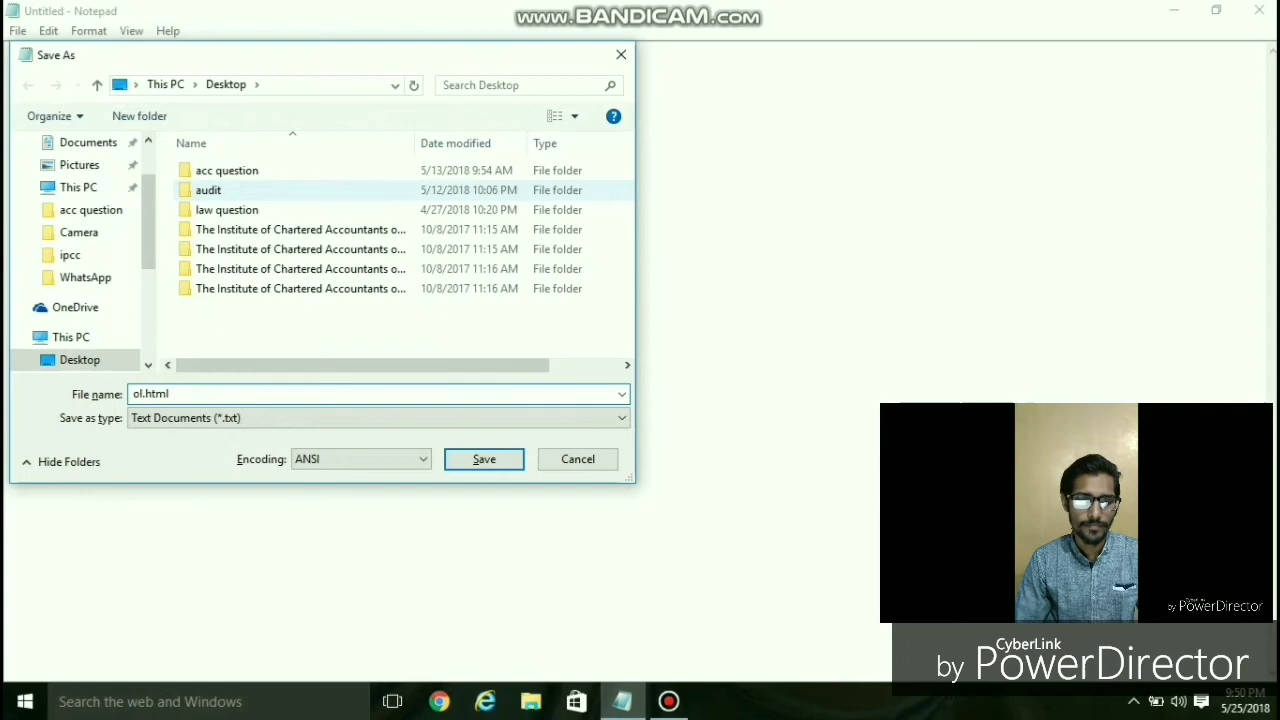 Untitled - Notepad
www.BANDICAM.com
File Edit Format View Help
Save As
This PC Desktop
Search Desktop
Organize New folder
Name Date modified Type
Documents
Pictures
This PC
acc question
Camera
ipcc
WhatsApp
OneDrive
This PC
Desktop
acc question 5/13/2018 9:54 AM File folder
audit 5/12/2018 10:06 PM File folder
law question 4/27/2018 10:20 PM File folder
The Institute of Chartered Accountants o... 10/8/2017 11:15 AM File folder
The Institute of Chartered Accountants o... 10/8/2017 11:15 AM File folder
The Institute of Chartered Accountants o... 10/8/2017 11:16 AM File folder
The Institute of Chartered Accountants o... 10/8/2017 11:16 AM File folder
File name: ol.html
Save as type: Text Documents (*.txt)
Hide Folders Encoding: ANSI Save Cancel
by PowerDirector
CyberLink
by PowerDirector
Search the web and Windows
9:50 PM
5/25/2018